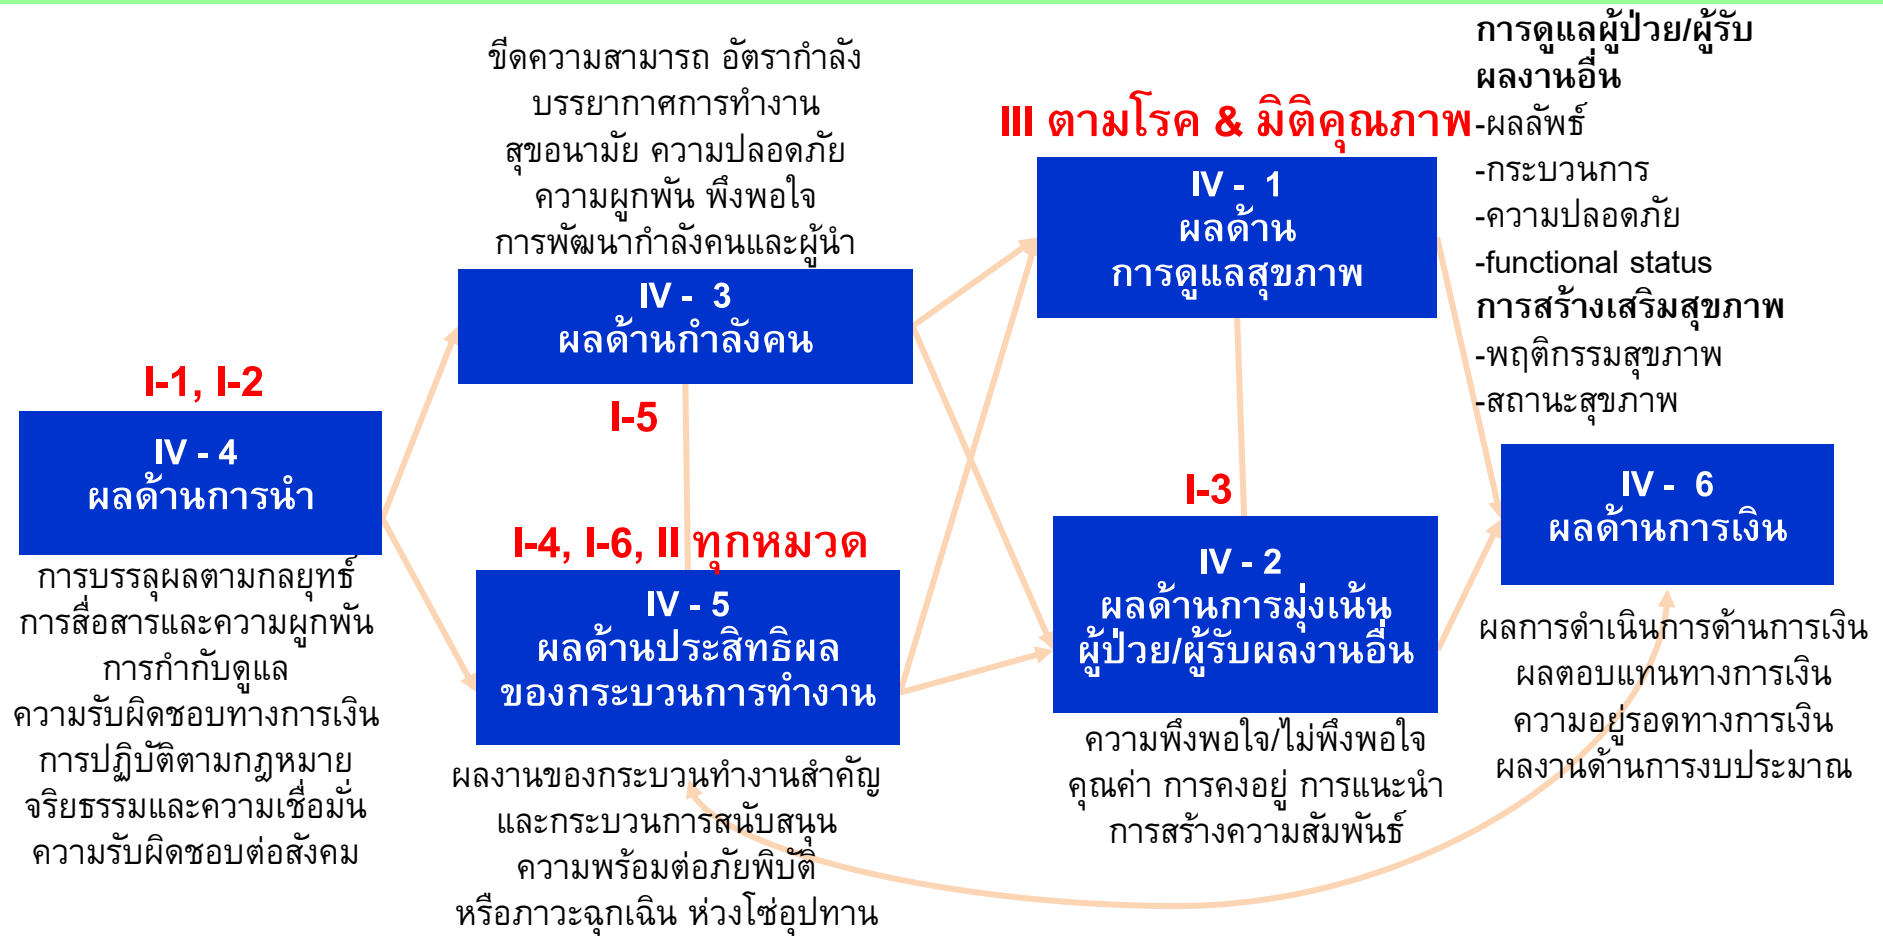 I-1, I-2
IV - 4
ผลด้านการนำ
การบรรลุผลตามกลยุทธ์
การสื่อสารและความผูกพัน
การกำกับดูแล
ความรับผิดชอบทางการเงิน
การปฏิบัติตามกฎหมาย
จริยธรรมและความเชื่อมั่น
ความรับผิดชอบต่อสังคม
ขีดความสามารถ อัตรากำลัง
บรรยากาศการทำงาน
สุขอนามัย ความปลอดภัย
ความผูกพัน พึงพอใจ
การพัฒนากำลังคนและผู้นำ
IV - 3
ผลด้านกำลังคน
I-5
I-4, I-6, II ทุกหมวด
IV - 5
ผลด้านประสิทธิผล
ของกระบวนการทำงาน
ผลงานของกระบวนทำงานสำคัญ
และกระบวนการสนับสนุน
ความพร้อมต่อภัยพิบัติ
หรือภาวะฉุกเฉิน ห่วงโซ่อุปทาน
III ตามโรค & มิติคุณภาพ
IV - 1
ผลด้าน
การดูแลสุขภาพ
I-3
IV - 2
ผลด้านการมุ่งเน้น
ผู้ป่วย/ผู้รับผลงานอื่น
ความพึงพอใจ/ไม่พึงพอใจ
คุณค่า การคงอยู่ การแนะนำ
การสร้างความสัมพันธ์
การดูแลผู้ป่วย/ผู้รับ
ผลงานอื่น
-ผลลัพธ์
-กระบวนการ
-ความปลอดภัย
-functional status
การสร้างเสริมสุขภาพ
-พฤติกรรมสุขภาพ
-สถานะสุขภาพ
IV - 6
ผลด้านการเงิน
ผลการดำเนินการด้านการเงิน
ผลตอบแทนทางการเงิน
ความอยู่รอดทางการเงิน
ผลงานด้านการงบประมาณ